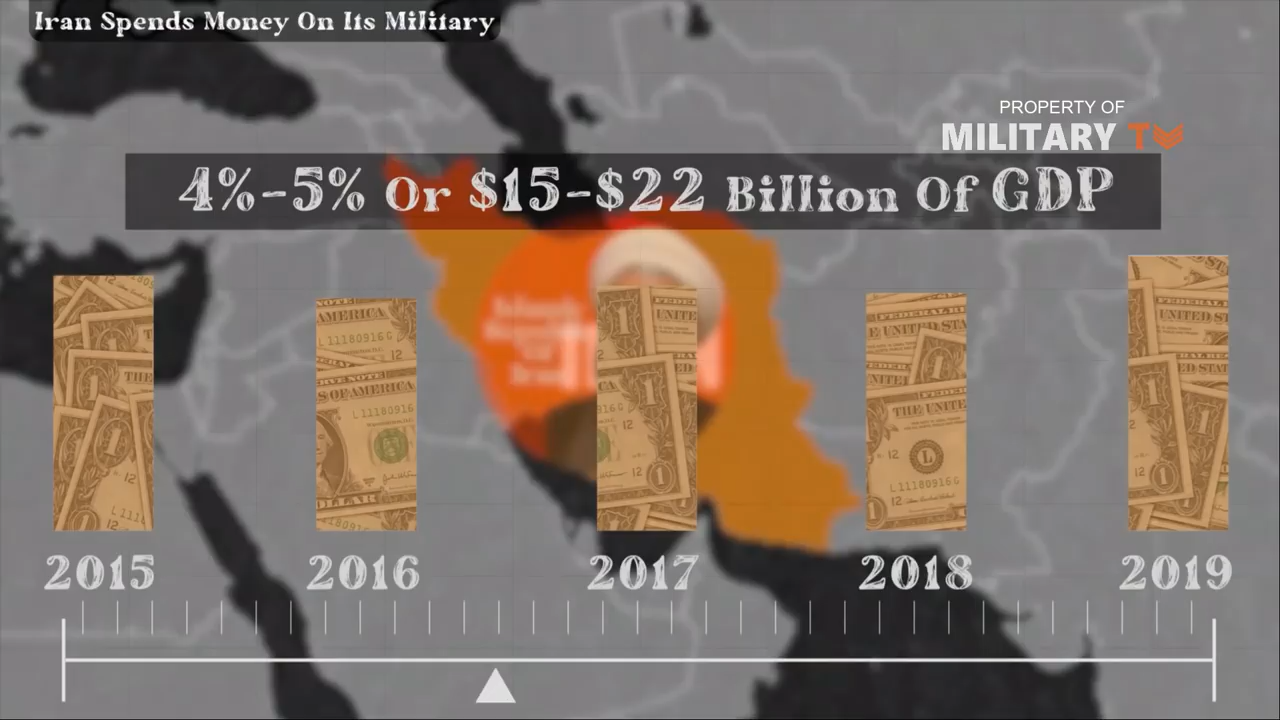 Iran Spends Money On Its Military
PROPERTY OF
MILITARY TV
4%-5% Or $15-$22 Billion Of GDP
2015 2016 2017 2018 2019